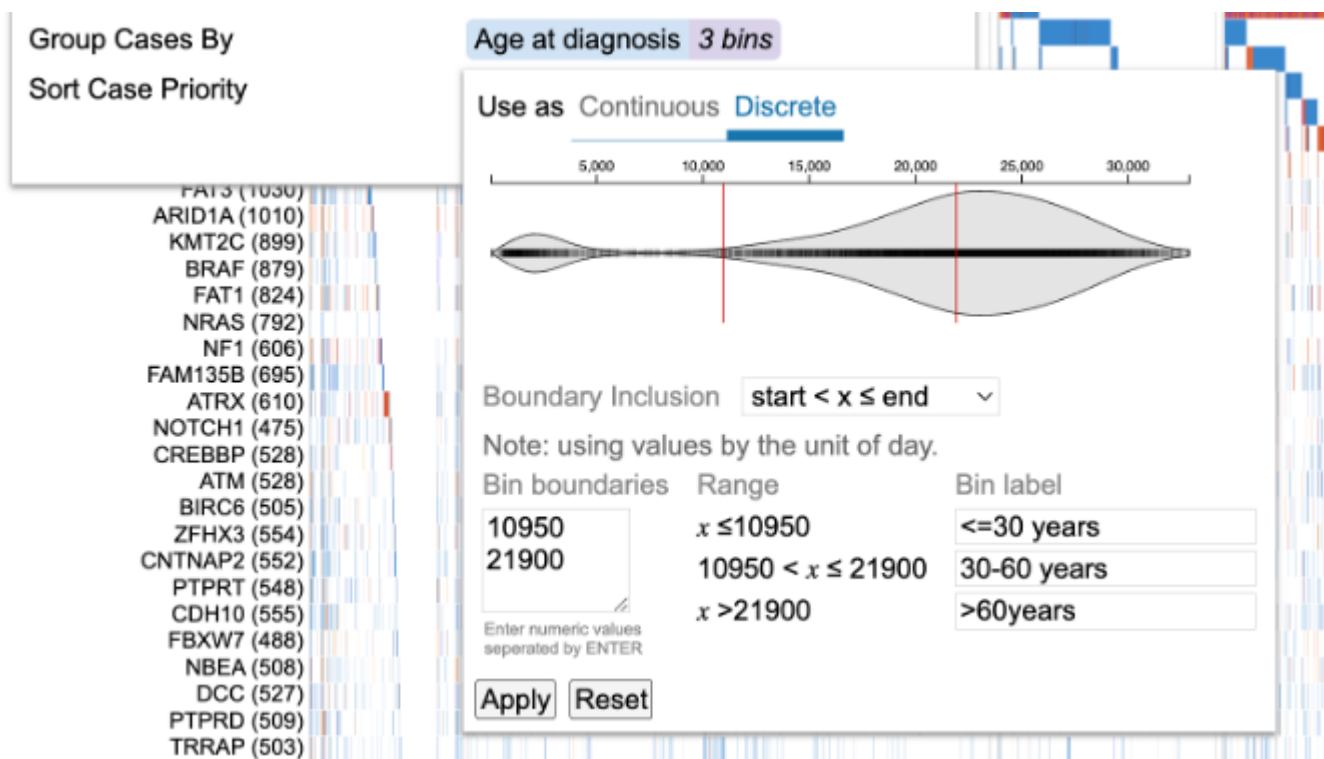 Group Cases By
Age at diagnosis 3 bins
Sort Case Priority
Use as Continuous Discrete
5,000 10,000 15,000 20,000 25,000 30,000
FAT3 (1030)
ARID1A (1010)
KMT2C (899)
BRAF (879)
FAT1 (824)
NRAS (792)
NF1 (606)
FAM135B (695)
ATRX (610)
NOTCH1 (475)
CREBBP (528)
ATM (528)
BIRC6 (505)
ZFHX3 (554)
CNTNAP2 (552)
PTPRT (548)
CDH10 (555)
FBXW7 (488)
NBEA (508)
DCC (527)
PTPRD (509)
TRRAP (503)
Boundary Inclusion start < x ≤ end
Note: using values by the unit of day.
Bin boundaries Range Bin label
10950 x ≤10950 <=30 years
21900 10950 < x ≤ 21900 30-60 years
x >21900 >60years
Enter numeric values
seperated by ENTER
Apply Reset